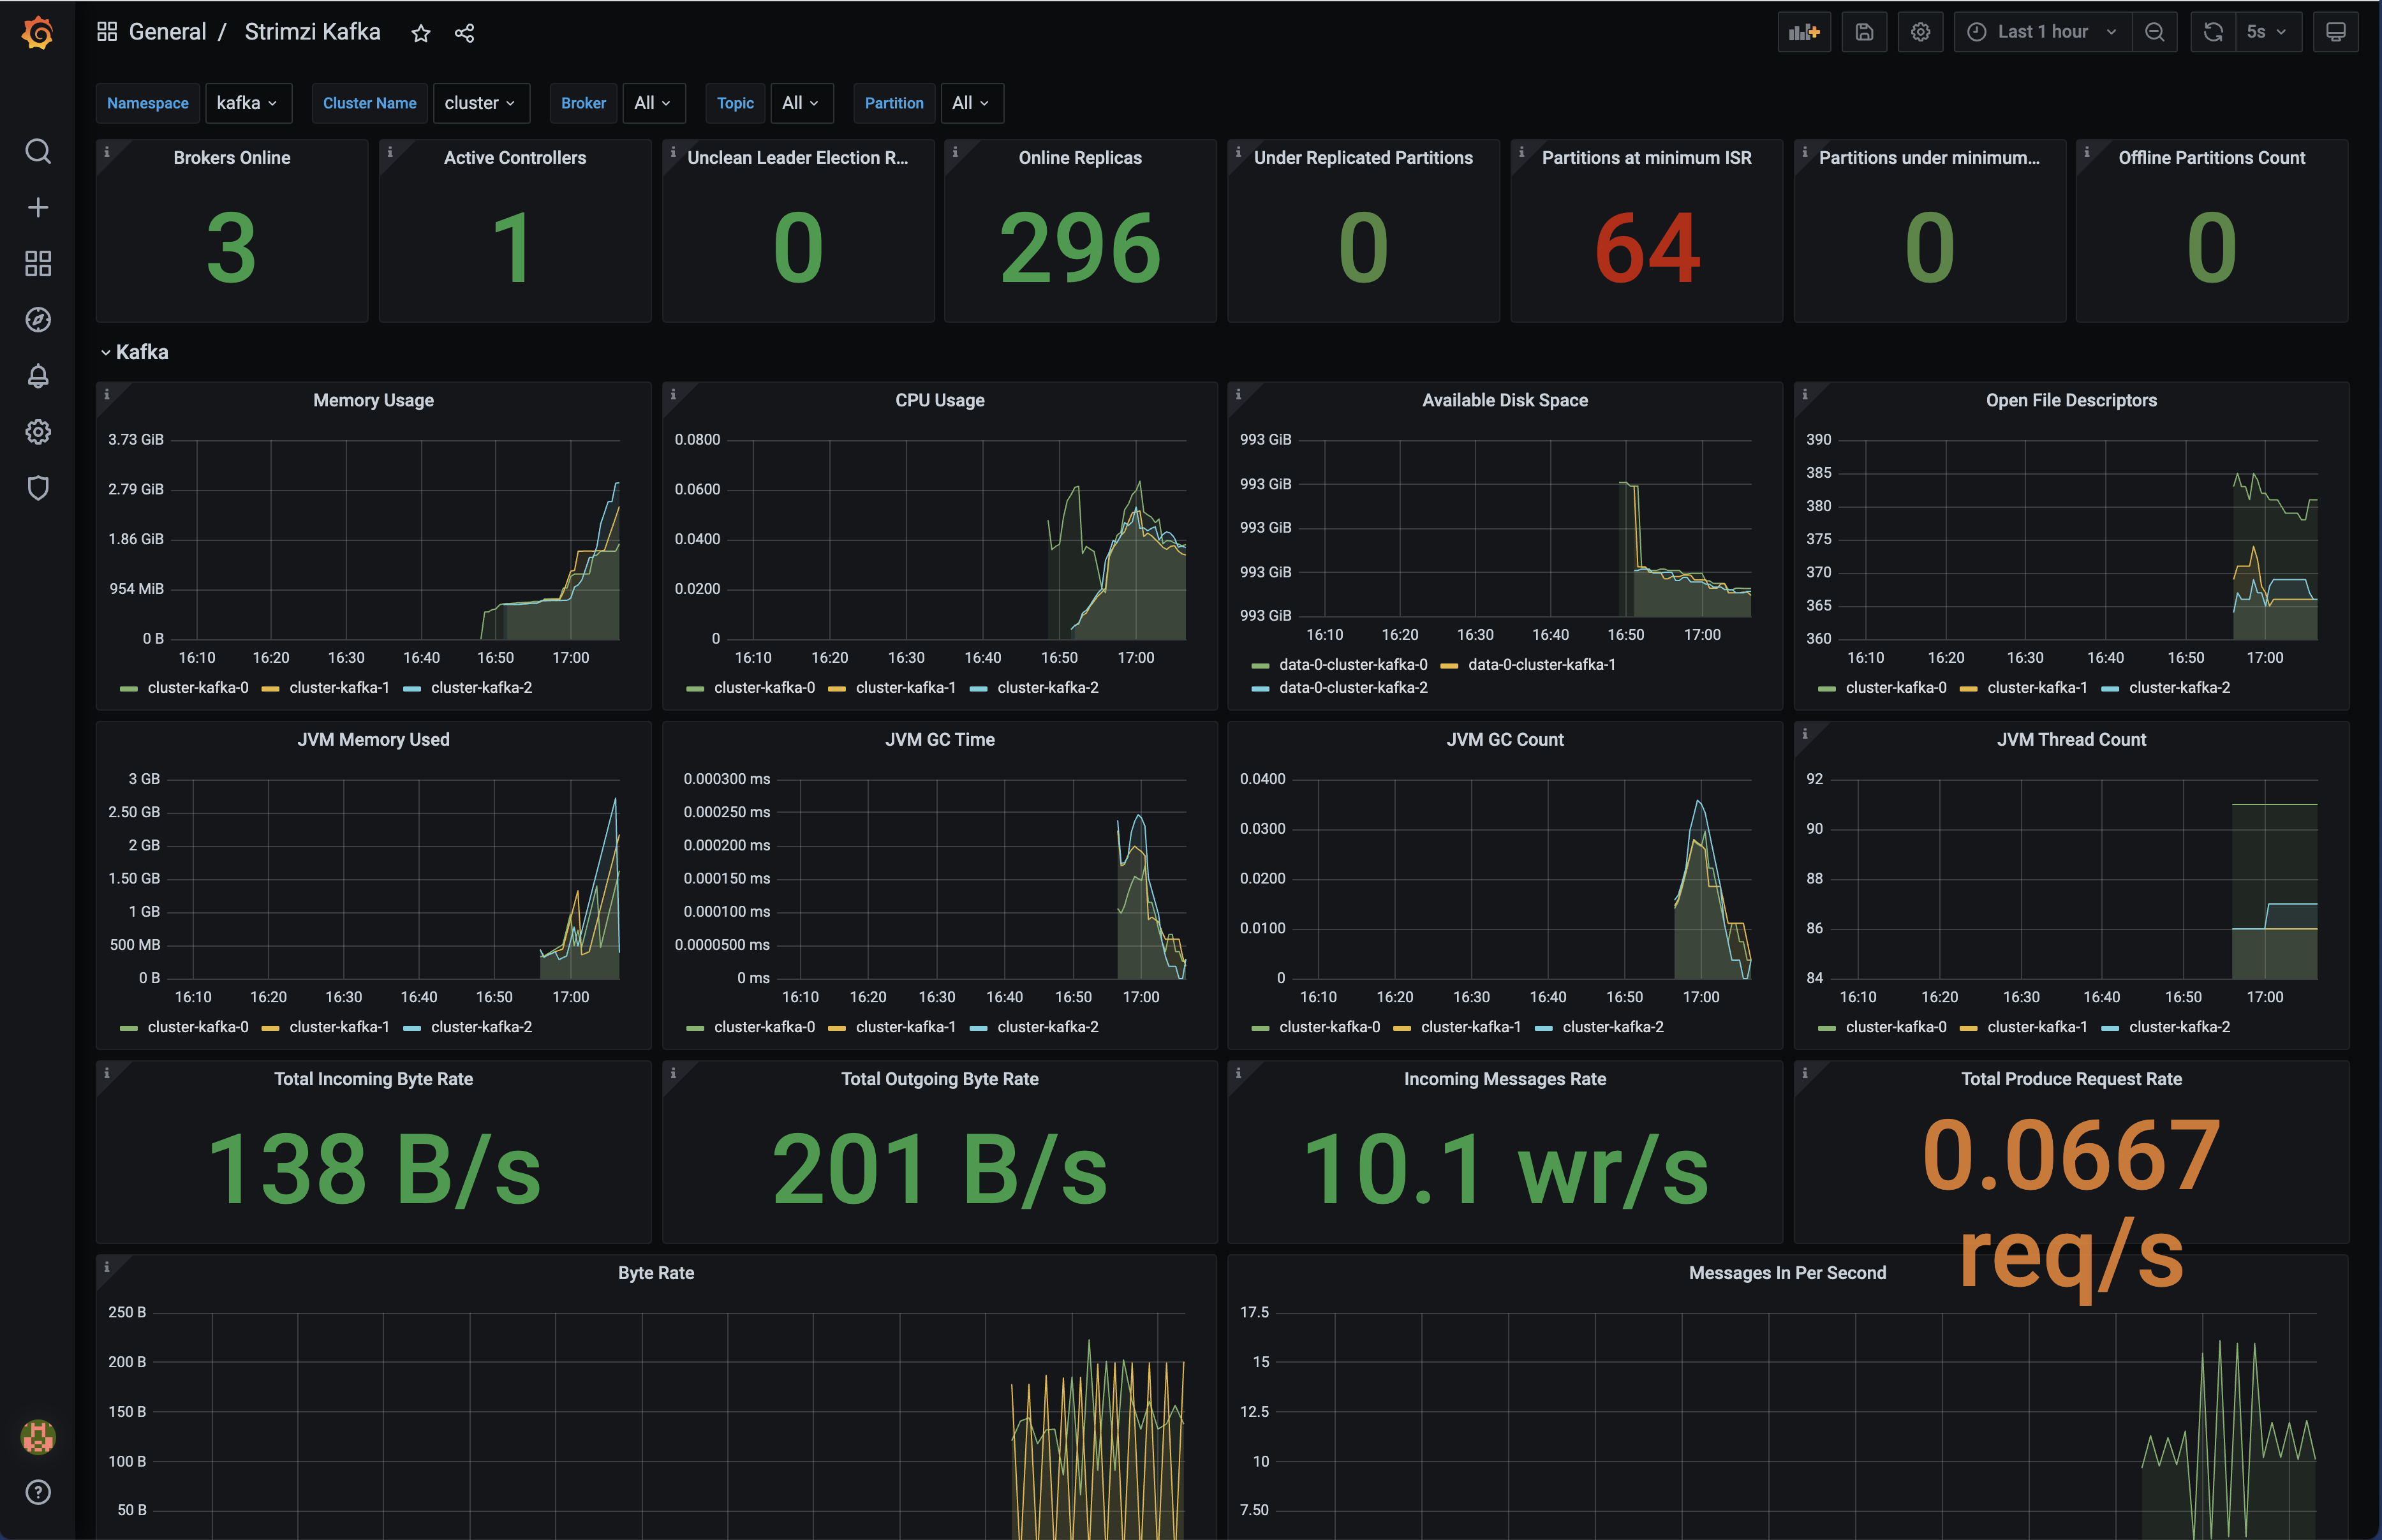 General / Strimzi Kafka
Last 1 hour
5s
Namespace kafka Cluster Name cluster Broker All Topic All Partition All
Brokers Online
3
Active Controllers
1
Unclean Leader Election R...
0
Online Replicas
296
Under Replicated Partitions
0
Partitions at minimum ISR
64
Partitions under minimum...
0
Offline Partitions Count
0
Kafka
Memory Usage
3.73 GiB
2.79 GiB
1.86 GiB
954 MiB
0 B
16:10 16:20 16:30 16:40 16:50 17:00
cluster-kafka-0 cluster-kafka-1 cluster-kafka-2
CPU Usage
0.0800
0.0600
0.0400
0.0200
0
16:10 16:20 16:30 16:40 16:50 17:00
cluster-kafka-0 cluster-kafka-1 cluster-kafka-2
Available Disk Space
993 GiB
993 GiB
993 GiB
993 GiB
993 GiB
16:10 16:20 16:30 16:40 16:50 17:00
data-0-cluster-kafka-0 data-0-cluster-kafka-1
data-0-cluster-kafka-2
Open File Descriptors
390
385
380
375
370
365
360
16:10 16:20 16:30 16:40 16:50 17:00
cluster-kafka-0 cluster-kafka-1 cluster-kafka-2
JVM Memory Used
3 GB
2.50 GB
2 GB
1.50 GB
1 GB
500 MB
0 B
16:10 16:20 16:30 16:40 16:50 17:00
cluster-kafka-0 cluster-kafka-1 cluster-kafka-2
JVM GC Time
0.000300 ms
0.000250 ms
0.000200 ms
0.000150 ms
0.000100 ms
0.0000500 ms
0 ms
16:10 16:20 16:30 16:40 16:50 17:00
cluster-kafka-0 cluster-kafka-1 cluster-kafka-2
JVM GC Count
0.0400
0.0300
0.0200
0.0100
0
16:10 16:20 16:30 16:40 16:50 17:00
cluster-kafka-0 cluster-kafka-1 cluster-kafka-2
JVM Thread Count
92
90
88
86
84
16:10 16:20 16:30 16:40 16:50 17:00
cluster-kafka-0 cluster-kafka-1 cluster-kafka-2
Total Incoming Byte Rate
138 B/s
Total Outgoing Byte Rate
201 B/s
Incoming Messages Rate
10.1 wr/s
Total Produce Request Rate
0.0667
req/s
Byte Rate
250 B
200 B
150 B
100 B
50 B
Messages In Per Second
17.5
15
12.5
10
7.50